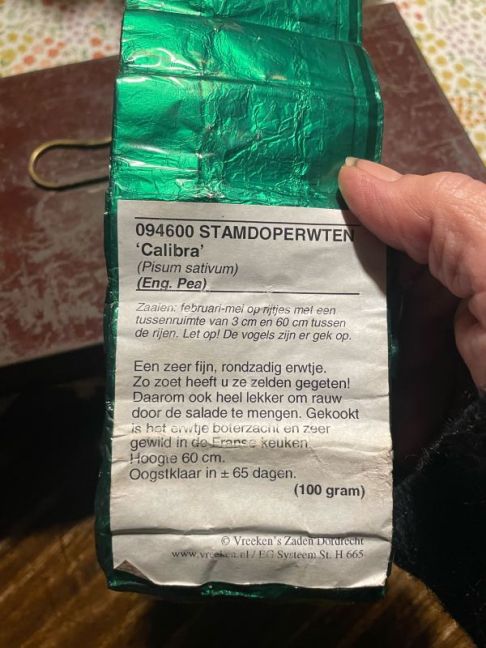 094600 STAMDOPERWTEN
‘Calibra’
(Pisum sativum)
(Eng. Pea)
Zaaien: februari-mei op rijtjes met een
tussenruimte van 3 cm en 60 cm tussen
de rijen. Let op! De vogels zijn er gek op.
Een zeer fijn, rondzadig erwtje.
Zo zoet heeft u ze zelden gegeten!
Daarom ook heel lekker om rauw
door de salade te mengen. Gekookt
is het erwtje boterzacht en zeer
gewild in de Franse keuken.
Hoogte 60 cm.
Oogstklaar in ± 65 dagen.
(100 gram)
© Vreeken's Zaden Dordrecht
www.vreeken.nl / EG Systeem St. H 665